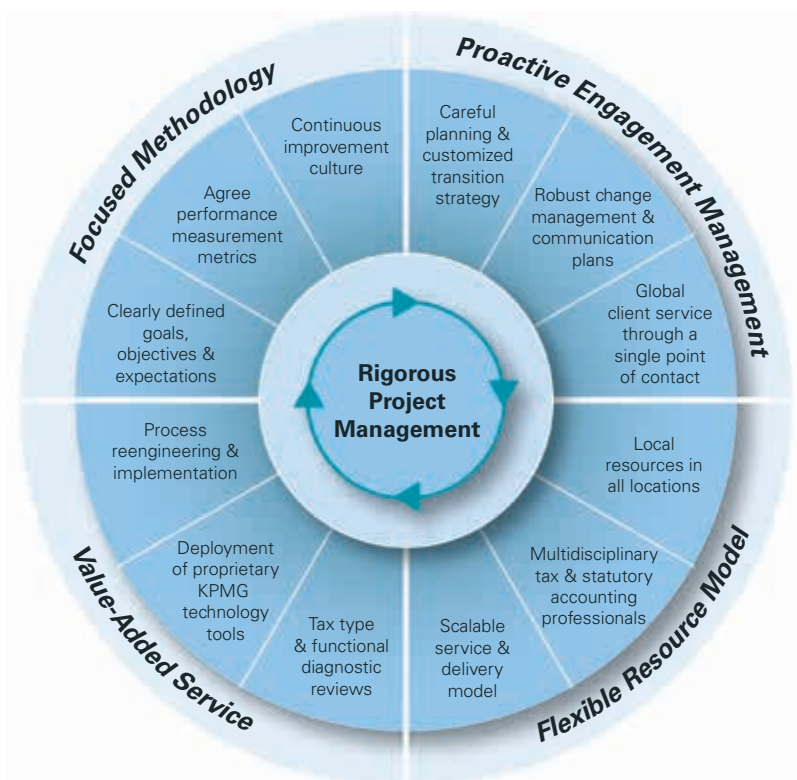 Focused Methodology
Continuous
improvement
culture
Agree
performance
measurement
metrics
Clearly defined
goals,
objectives &
expectations
Proactive Engagement Management
Careful
planning &
customized
transition
strategy
Robust change
management &
communication
plans
Global
client service
through a
single point
of contact
Rigorous
Project
Management
Value-Added Service
Process
reengineering &
implementation
Deployment
of proprietary
KPMG
technology
tools
Tax type
& functional
diagnostic
reviews
Flexible Resource Model
Local
resources in
all locations
Multidisciplinary
tax & statutory
accounting
professionals
Scalable
service &
delivery
model